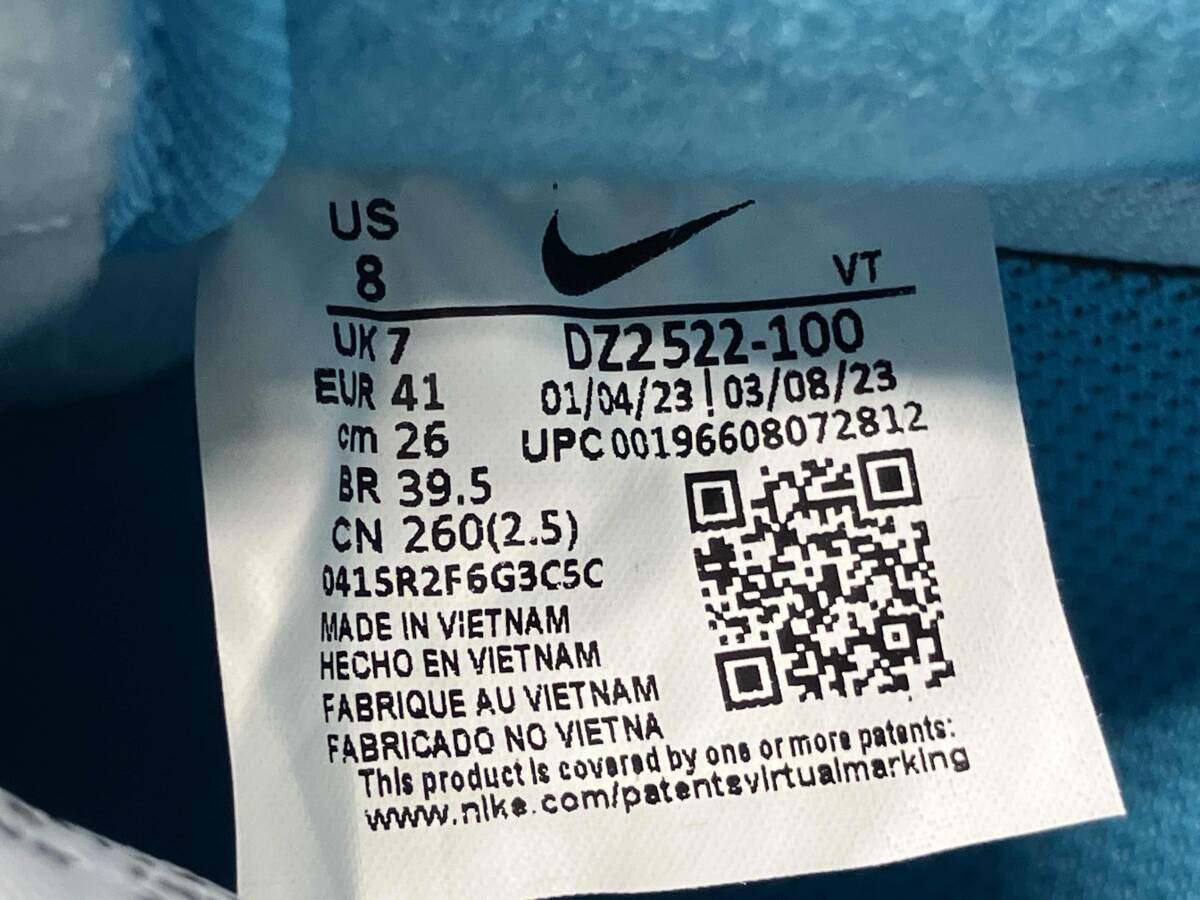 US
8
VT
UK 7
DZ2522-100
EUR 41
01/04/23 | 03/08/23
cm 26
UPC 00196608072812
BR 39.5
CN 260(2.5)
041SR2F6G3C5C
MADE IN VIETNAM
HECHO EN VIETNAM
FABRIQUE AU VIETNAM
FABRICADO NO VIETNA
This product is covered by one or more patents:
www.nike.com/patentsvirtualmarking